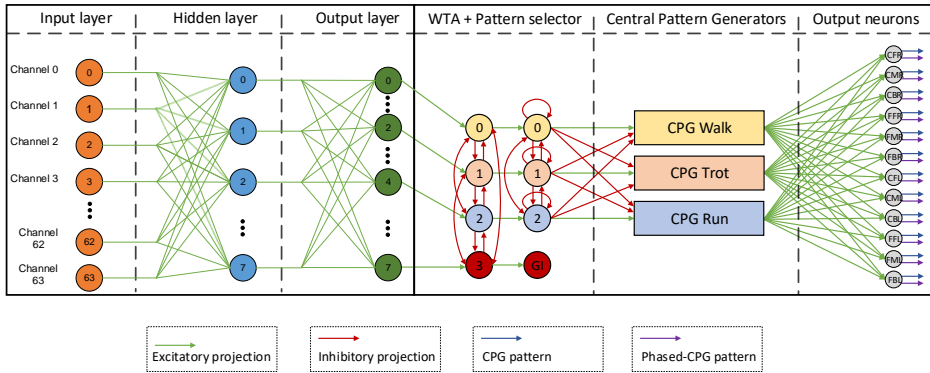 Input layer
Hidden layer
Output layer
WTA + Pattern selector
Central Pattern Generators
Output neurons
Channel 0
0
Channel 1
1
Channel 2
2
Channel 3
3
Channel
62
62
Channel
63
63
0
1
2
7
0
2
4
7
0
1
2
3
0
1
2
GI
CPG Walk
CPG Trot
CPG Run
CFR
CMR
CBR
FFR
FMR
FBR
CFL
CML
CBL
FFL
FML
FBL
Excitatory projection
Inhibitory projection
CPG pattern
Phased-CPG pattern